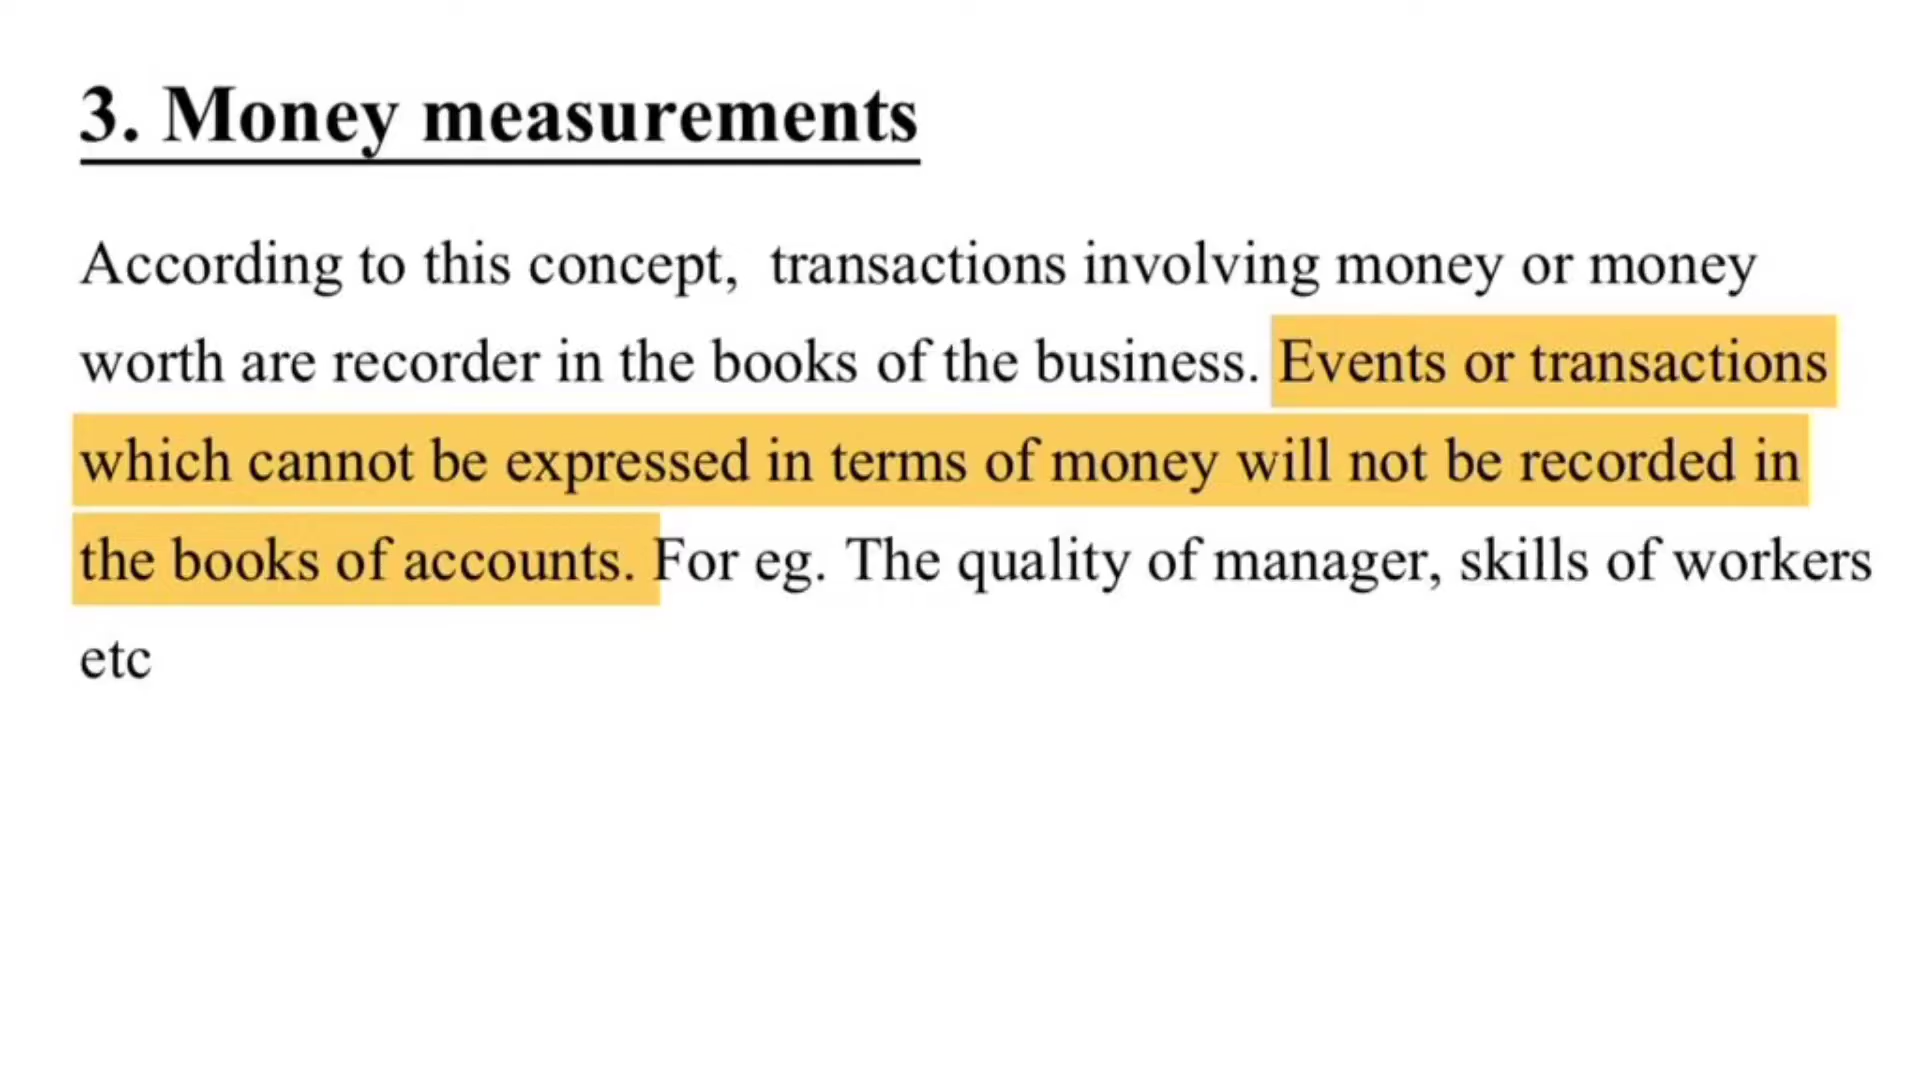 3. Money measurements
According to this concept,  transactions involving money or money
worth are recorder in the books of the business. Events or transactions
which cannot be expressed in terms of money will not be recorded in
the books of accounts. For eg. The quality of manager, skills of workers
etc